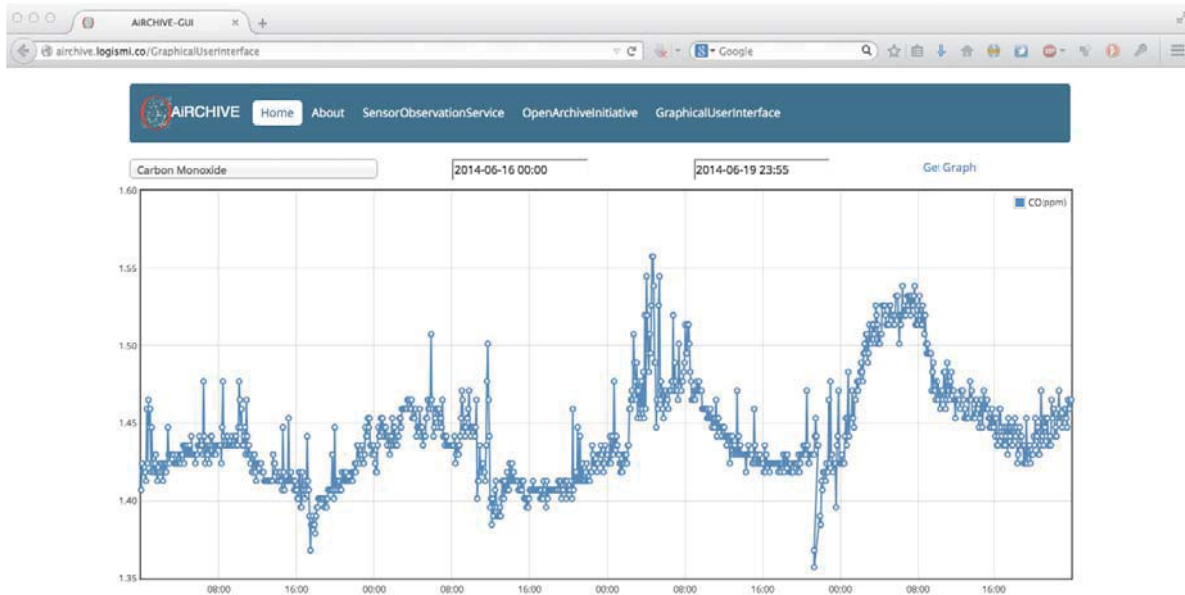 AiRCHIVE-GUI × +
airchive.logismi.co/GraphicalUserInterface Google
AiRCHIVE Home About SensorObservationService OpenArchiveInitiative GraphicalUserInterface
Carbon Monoxide 2014-06-16 00:00 2014-06-19 23:55 Get Graph
CO(ppm)
1.60
1.55
1.50
1.45
1.40
1.35
08:00 16:00 00:00 08:00 16:00 00:00 08:00 16:00 00:00 08:00 16:00